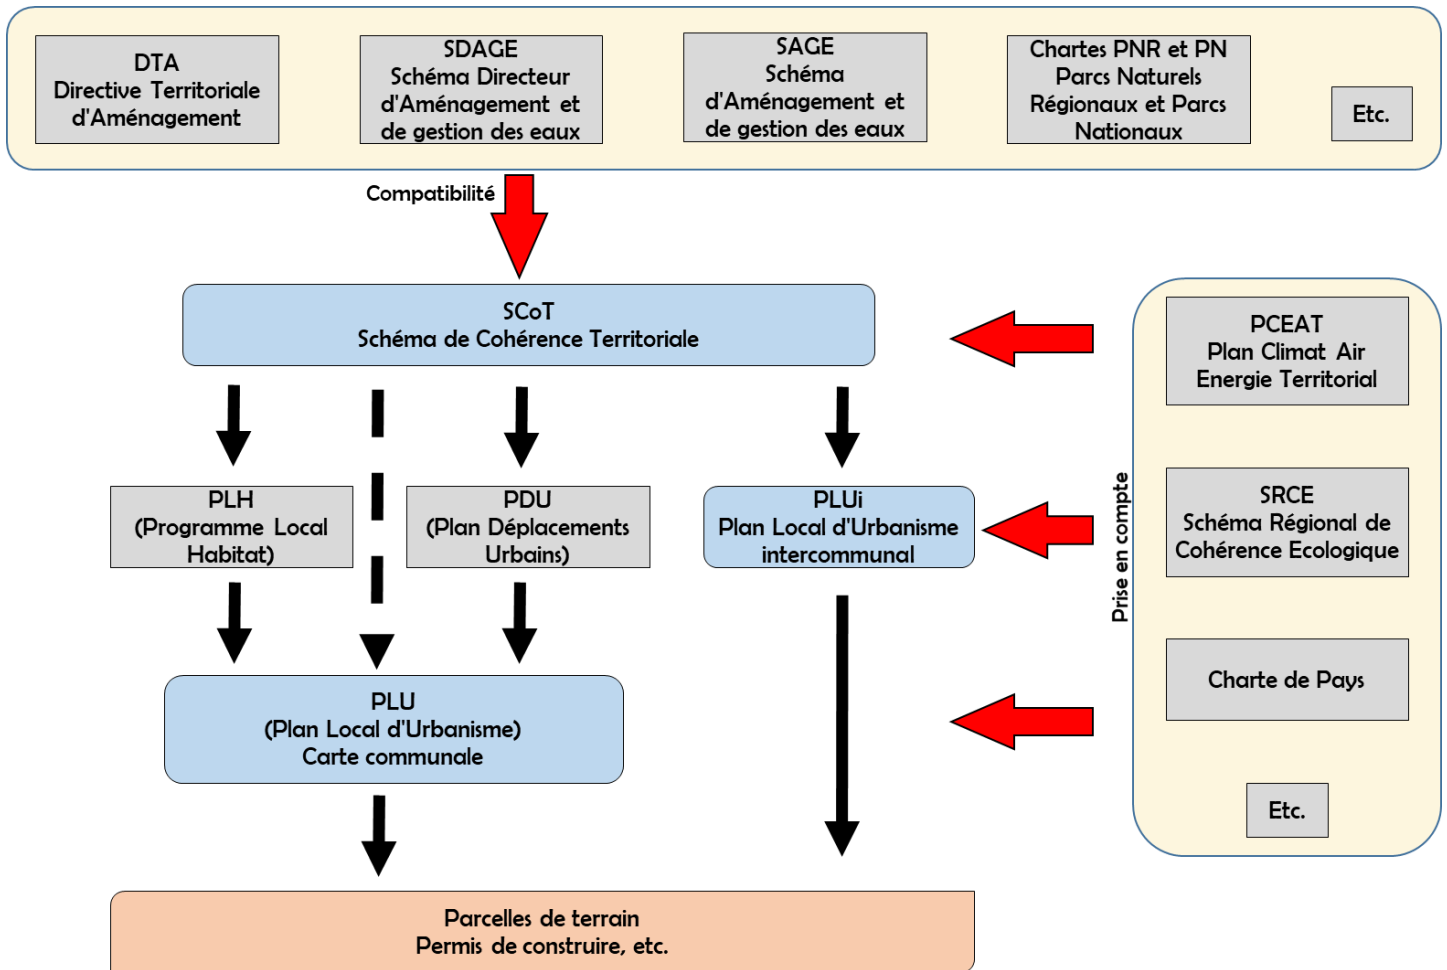 DTA
Directive Territoriale
d'Aménagement
SDAGE
Schéma Directeur
d'Aménagement et
de gestion des eaux
SAGE
Schéma
d'Aménagement et
de gestion des eaux
Chartes PNR et PN
Parcs Naturels
Régionaux et Parcs
Nationaux
Etc.
Compatibilité
SCoT
Schéma de Cohérence Territoriale
PCEAT
Plan Climat Air
Energie Territorial
PLH
(Programme Local
Habitat)
PDU
(Plan Déplacements
Urbains)
PLUi
Plan Local d'Urbanisme
intercommunal
Prise en compte
SRCE
Schéma Régional de
Cohérence Ecologique
Charte de Pays
PLU
(Plan Local d'Urbanisme)
Carte communale
Etc.
Parcelles de terrain
Permis de construire, etc.